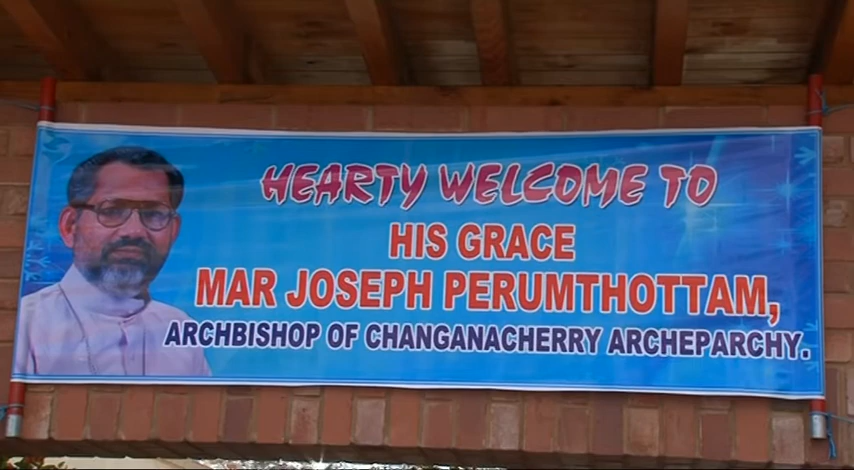 HEARTY WELCOME TO
HIS GRACE
MAR JOSEPH PERUMTHOTTAM,
ARCHBISHOP OF CHANGANACHERRY ARCHEPARCHY.